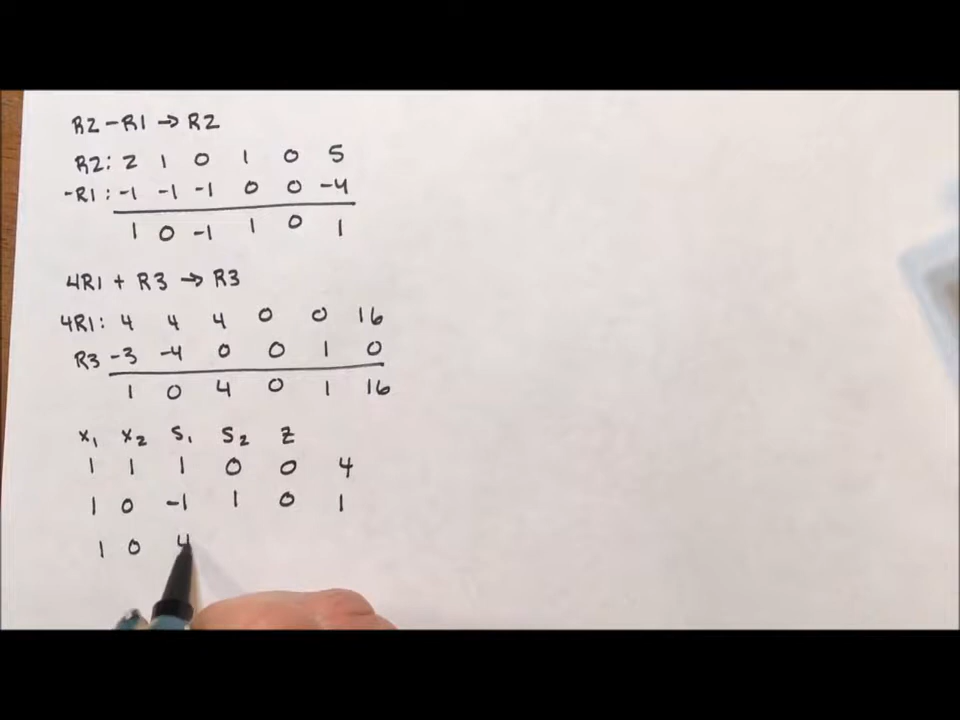 R2 - R1 → R2
R2: 2 1 0 1 0 5
-R1: -1 -1 -1 0 0 -4
1 0 -1 1 0 1
4R1 + R3 → R3
4R1: 4 4 4 0 0 16
R3 -3 -4 0 0 1 0
1 0 4 0 1 16
x₁ x₂ s₁ s₂ z
1 1 1 0 0 4
1 0 -1 1 0 1
1 0 4